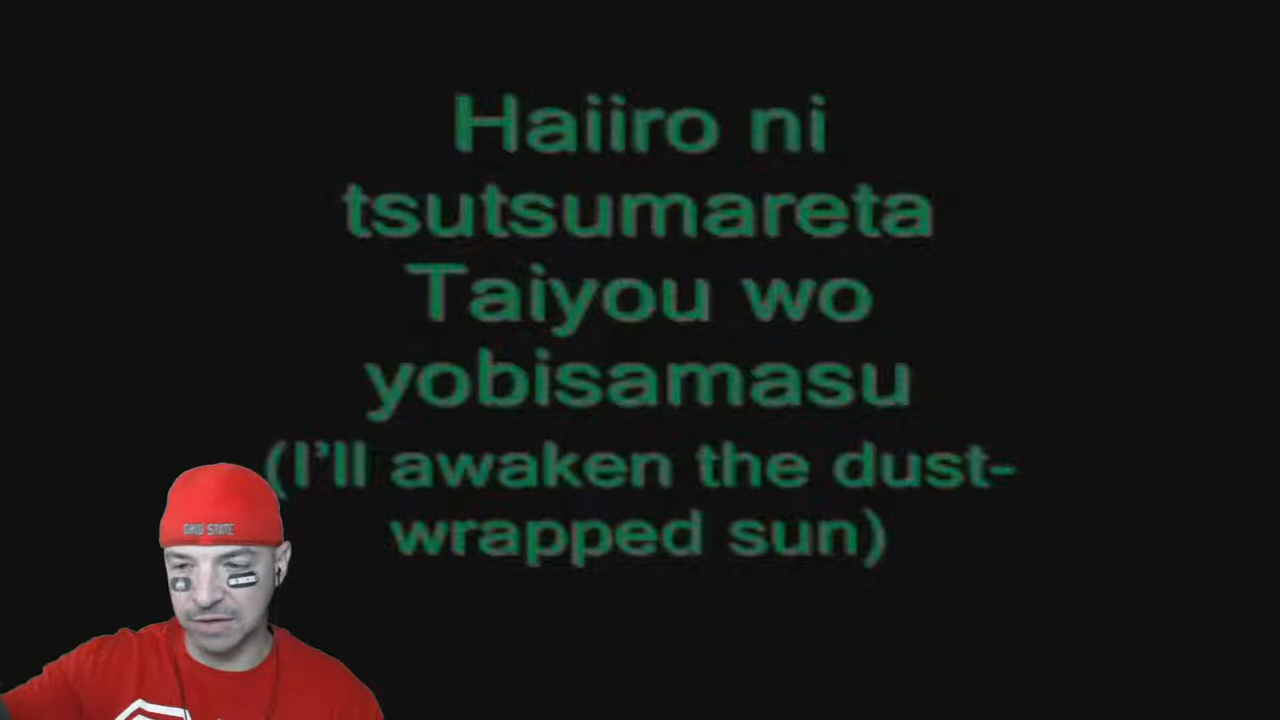 Haiiro ni
tsutsumareta
Taiyou wo
yobisamasu
(I'll awaken the dust-
wrapped sun)
OHIO STATE